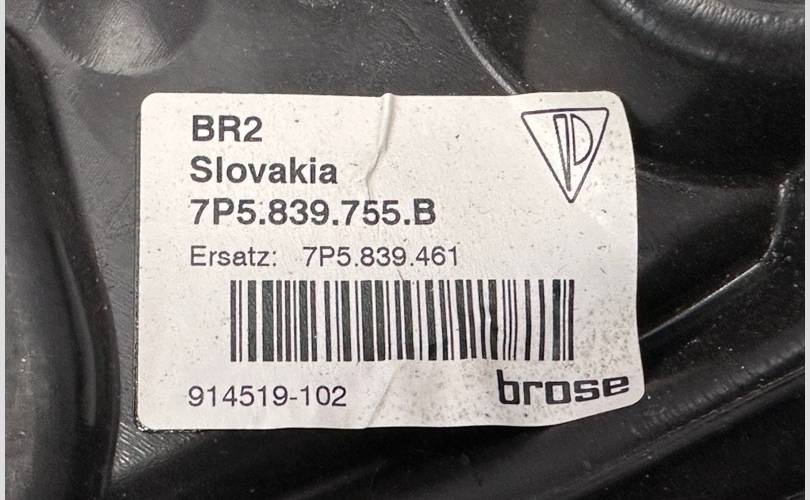 BR2
Slovakia
7P5.839.755.B
Ersatz: 7P5.839.461
914519-102
brose